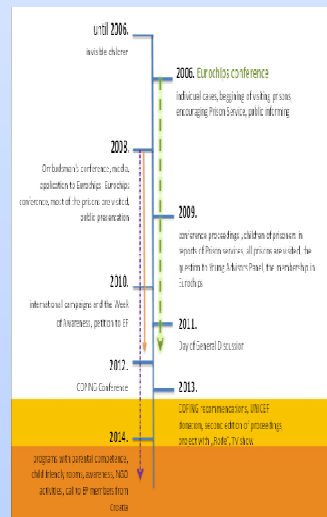 until 2006.
invisible children
2006. Eurochips conference
individual cases, beggining of visiting prisons
encouraging Prison Service, public informing
2008.
Ombudsman's conference, media,
application to Eurochips, Eurochips
conference, most of the prisons are visited,
public presentation
2009.
conference proceedings, children of prisoners in
reports of Prison services, all prisons are visited, the
question to Young Advisors Panel, the membership in
Eurochips
2010.
international campaigns and the Week
of Awareness, petition to EP
2011.
Day of General Discussion
2012.
COPING Conference
2013.
COPING recommendations, UNICEF
donation, second edition of proceedings
project with „Roda", TV show
2014.
programs with parental competence,
child friendly rooms, awareness, NGO
activities, call to EP members from
Croatia